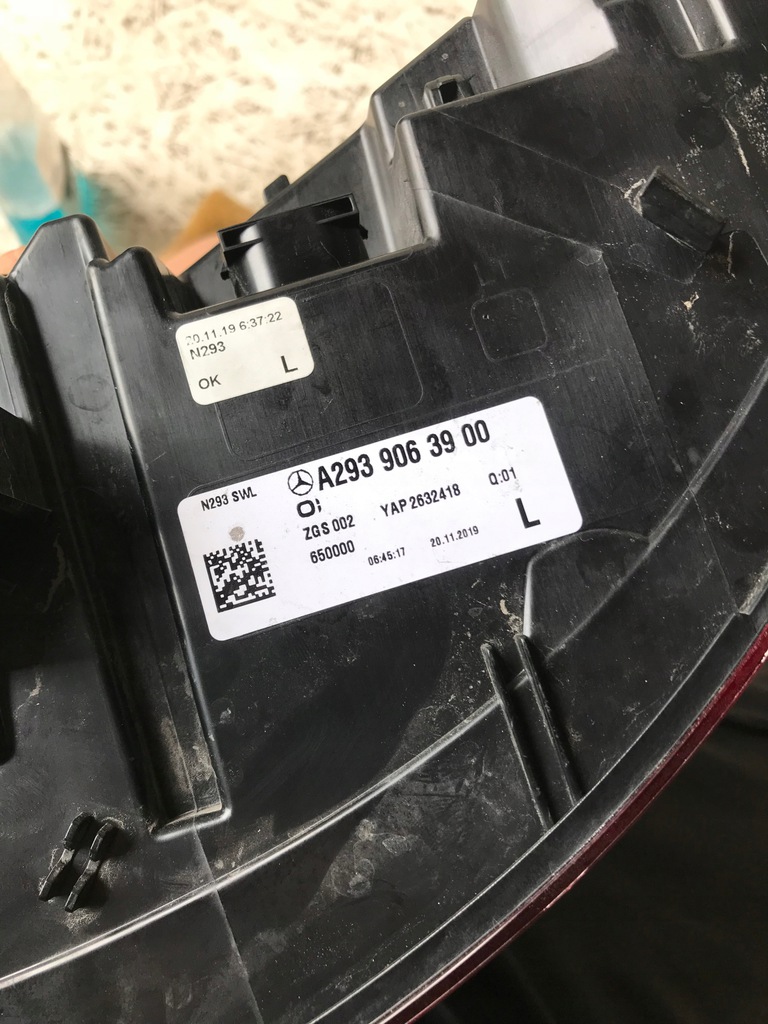 20.11.19 6:37:22
N293
OK L
N293 SWL
A293 906 39 00
ZGS 002 YAP 2632418 Q:01
650000 06:45:17 20.11.2019 L